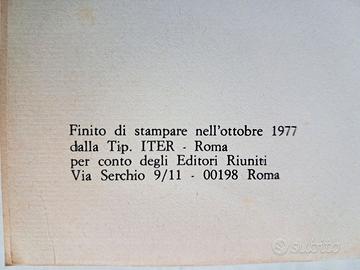 Finito di stampare nell'ottobre 1977
dalla Tip. ITER - Roma
per conto degli Editori Riuniti
Via Serchio 9/11 - 00198 Roma
subito